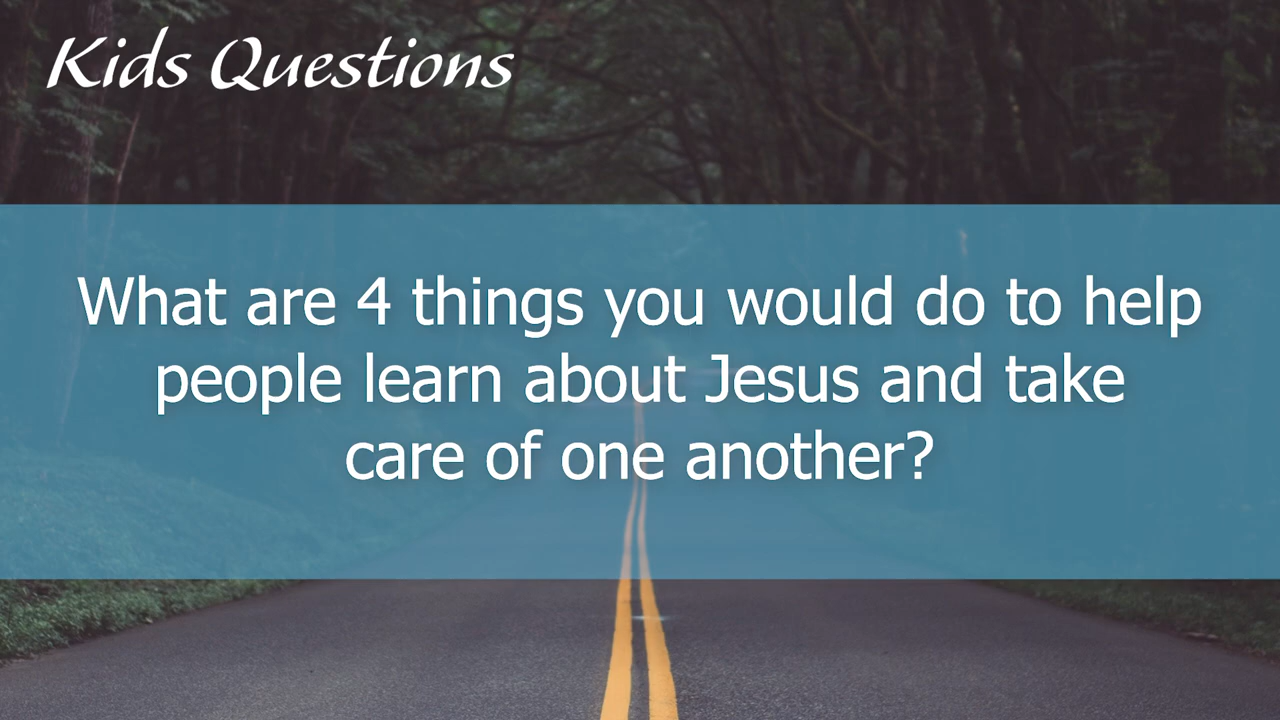 Kids Questions
What are 4 things you would do to help
people learn about Jesus and take
care of one another?